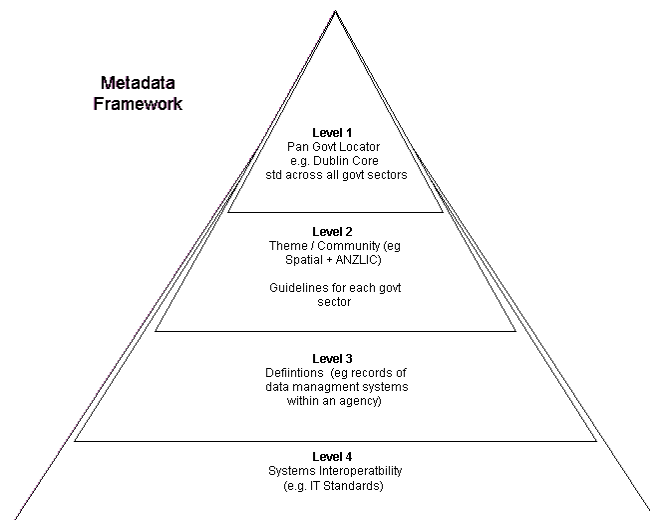 Metadata
Framework
Level 1
Pan Govt Locator
e.g. Dublin Core
std across all govt sectors
Level 2
Theme / Community (eg
Spatial + ANZLIC)
Guidelines for each govt
sector
Level 3
Defiintions (eg records of
data managment systems
within an agency)
Level 4
Systems Interoperatbility
(e.g. IT Standards)